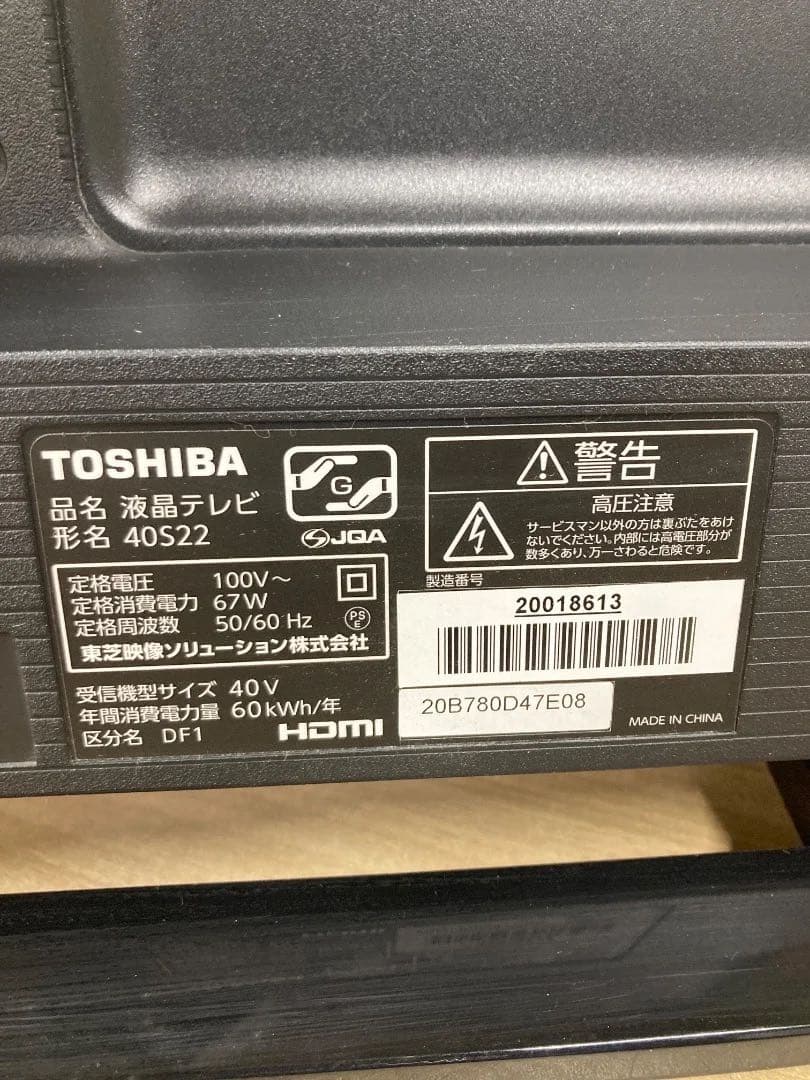 TOSHIBA
品名 液晶テレビ
形名 40S22
G
JQA
定格電圧 100V～
定格消費電力 67W
定格周波数 50/60 Hz
PS
E
東芝映像ソリューション株式会社
受信機型サイズ 40V
年間消費電力量 60kWh/年
区分名 DF1
HDMI
警告
高圧注意
サービスマン以外の方は裏ぶたをあけ
ないでください。内部には高電圧部分が
数多くあり、万一さわると危険です。
製造番号
20018613
20B780D47E08
MADE IN CHINA